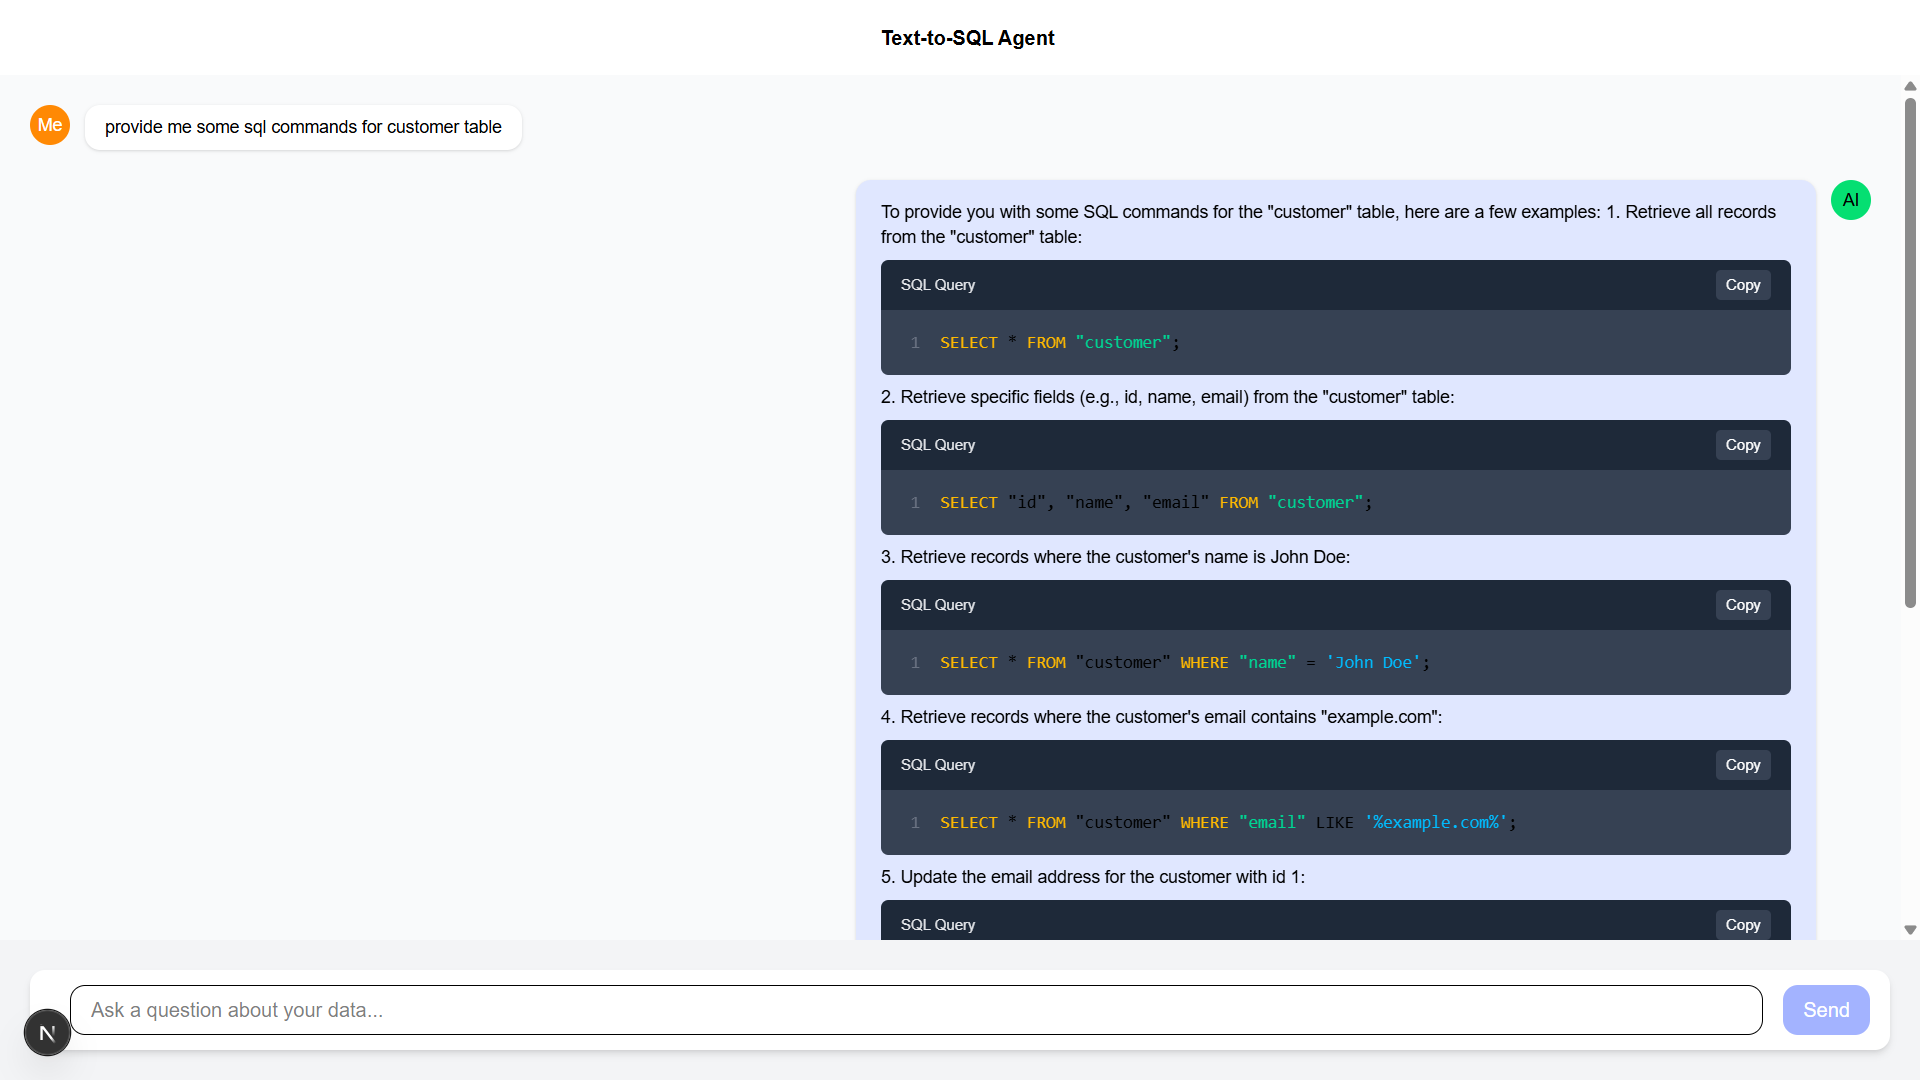 Text-to-SQL Agent
Me
provide me some sql commands for customer table
AI
To provide you with some SQL commands for the "customer" table, here are a few examples: 1. Retrieve all records
from the "customer" table:
SQL Query
Copy
1 SELECT * FROM "customer";
2. Retrieve specific fields (e.g., id, name, email) from the "customer" table:
SQL Query
Copy
1 SELECT "id", "name", "email" FROM "customer";
3. Retrieve records where the customer's name is John Doe:
SQL Query
Copy
1 SELECT * FROM "customer" WHERE "name" = 'John Doe';
4. Retrieve records where the customer's email contains "example.com":
SQL Query
Copy
1 SELECT * FROM "customer" WHERE "email" LIKE '%example.com%';
5. Update the email address for the customer with id 1:
SQL Query
Copy
Ask a question about your data...
Send
N